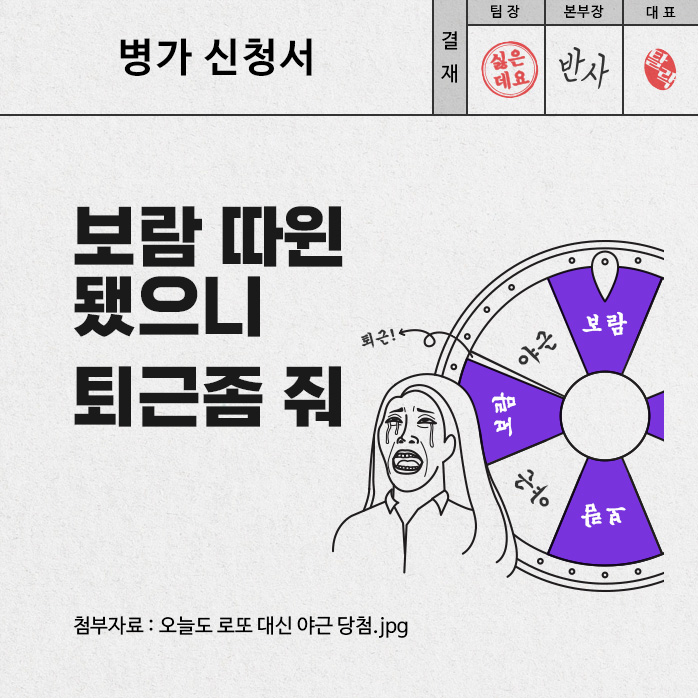 병가 신청서
결재
팀 장
본부장
대 표
싫은
데요
반사
보람 따윈
됐으니
퇴근좀 줘
퇴근!
야근
보람
보람
야근
보람
첨부자료 : 오늘도 로또 대신 야근 당첨.jpg